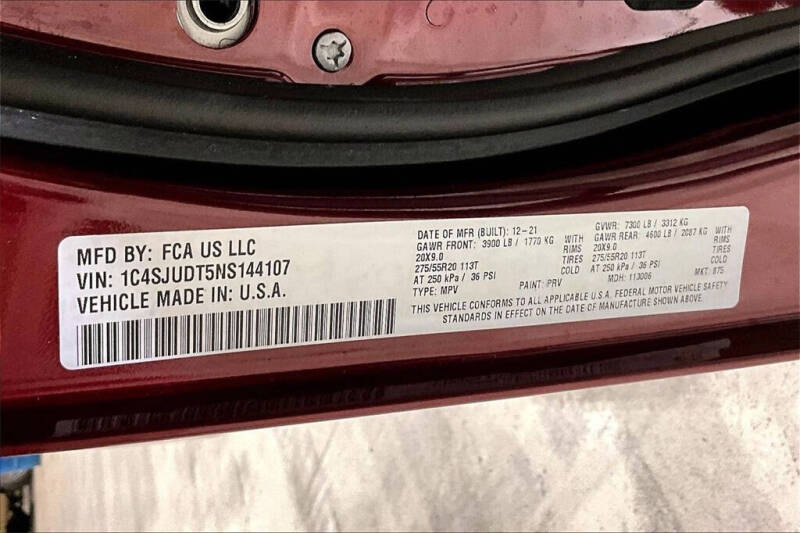 MFD BY: FCA US LLC
VIN: 1C4SJUDT5NS144107
VEHICLE MADE IN: U.S.A.
DATE OF MFR (BUILT): 12-21 GVWR: 7300 LB / 3312 KG
GAWR FRONT: 3900 LB / 1770 KG WITH GAWR REAR: 4600 LB / 2087 KG WITH
20X9.0 RIMS 20X9.0 RIMS
275/55R20 113T TIRES 275/55R20 113T TIRES
AT 250 kPa / 36 PSI COLD AT 250 kPa / 36 PSI COLD
TYPE: MPV PAINT: PRV MDH: 113006 MKT: 875
THIS VEHICLE CONFORMS TO ALL APPLICABLE U.S.A. FEDERAL MOTOR VEHICLE SAFETY
STANDARDS IN EFFECT ON THE DATE OF MANUFACTURE SHOWN ABOVE.